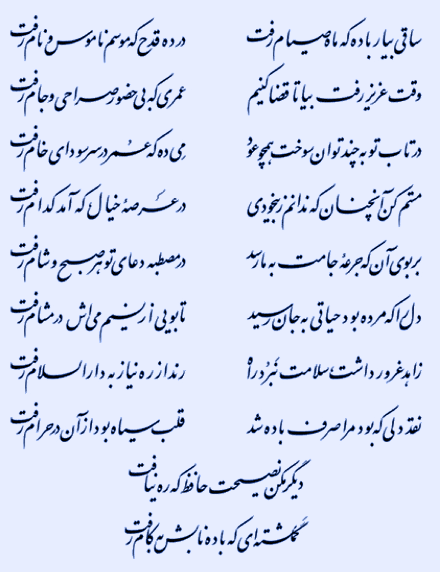 ساقی بیار باده که ماه صیام رفت
در ده قدح که موسم ناموس و نام رفت
وقت عزیز رفت بیا تا قضا کنیم
عمری که بی حضور صراحی و جام رفت
در تاب توبه چند توان سوخت همچو عود
می ده که عمر در سر سودای خام رفت
مستم کن آنچنان که ندانم ز بیخودی
در عرصهٔ خیال که آمد کدام رفت
بر بوی آن که جرعهٔ جامت به ما رسد
در مصطبه دعای تو هر صبح و شام رفت
دل را که مرده بود حیاتی به جان رسید
تا بویی از نسیم می‌اش در مشام رفت
زاهد غرور داشت سلامت نبرد راه
رند از ره نیاز به دارالسلام رفت
نقد دلی که بود مرا صرف باده شد
قلب سیاه بود از آن در حرام رفت
دیگر مکن نصیحت حافظ که ره نیافت
گمگشته‌ای که باده نابش به کام رفت